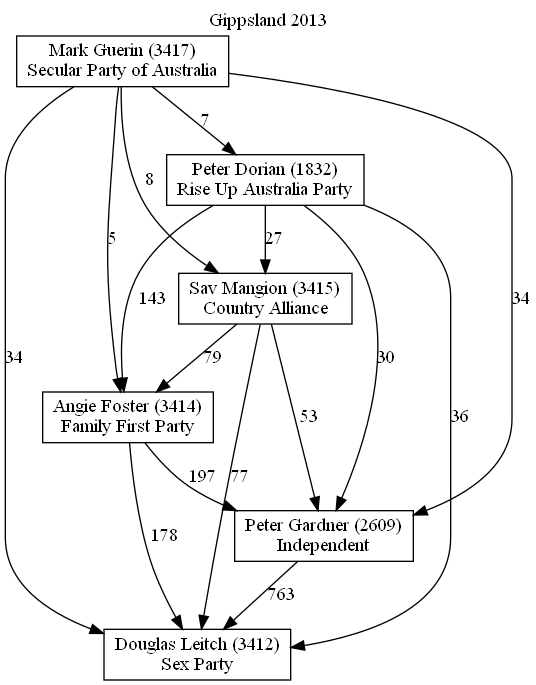 Gippsland 2013
Mark Guerin (3417)
Secular Party of Australia
7
Peter Dorian (1832)
Rise Up Australia Party
8
5
27
Sav Mangion (3415)
Country Alliance
143
34
34
79
30
Angie Foster (3414)
Family First Party
53
36
197
77
Peter Gardner (2609)
Independent
178
763
Douglas Leitch (3412)
Sex Party